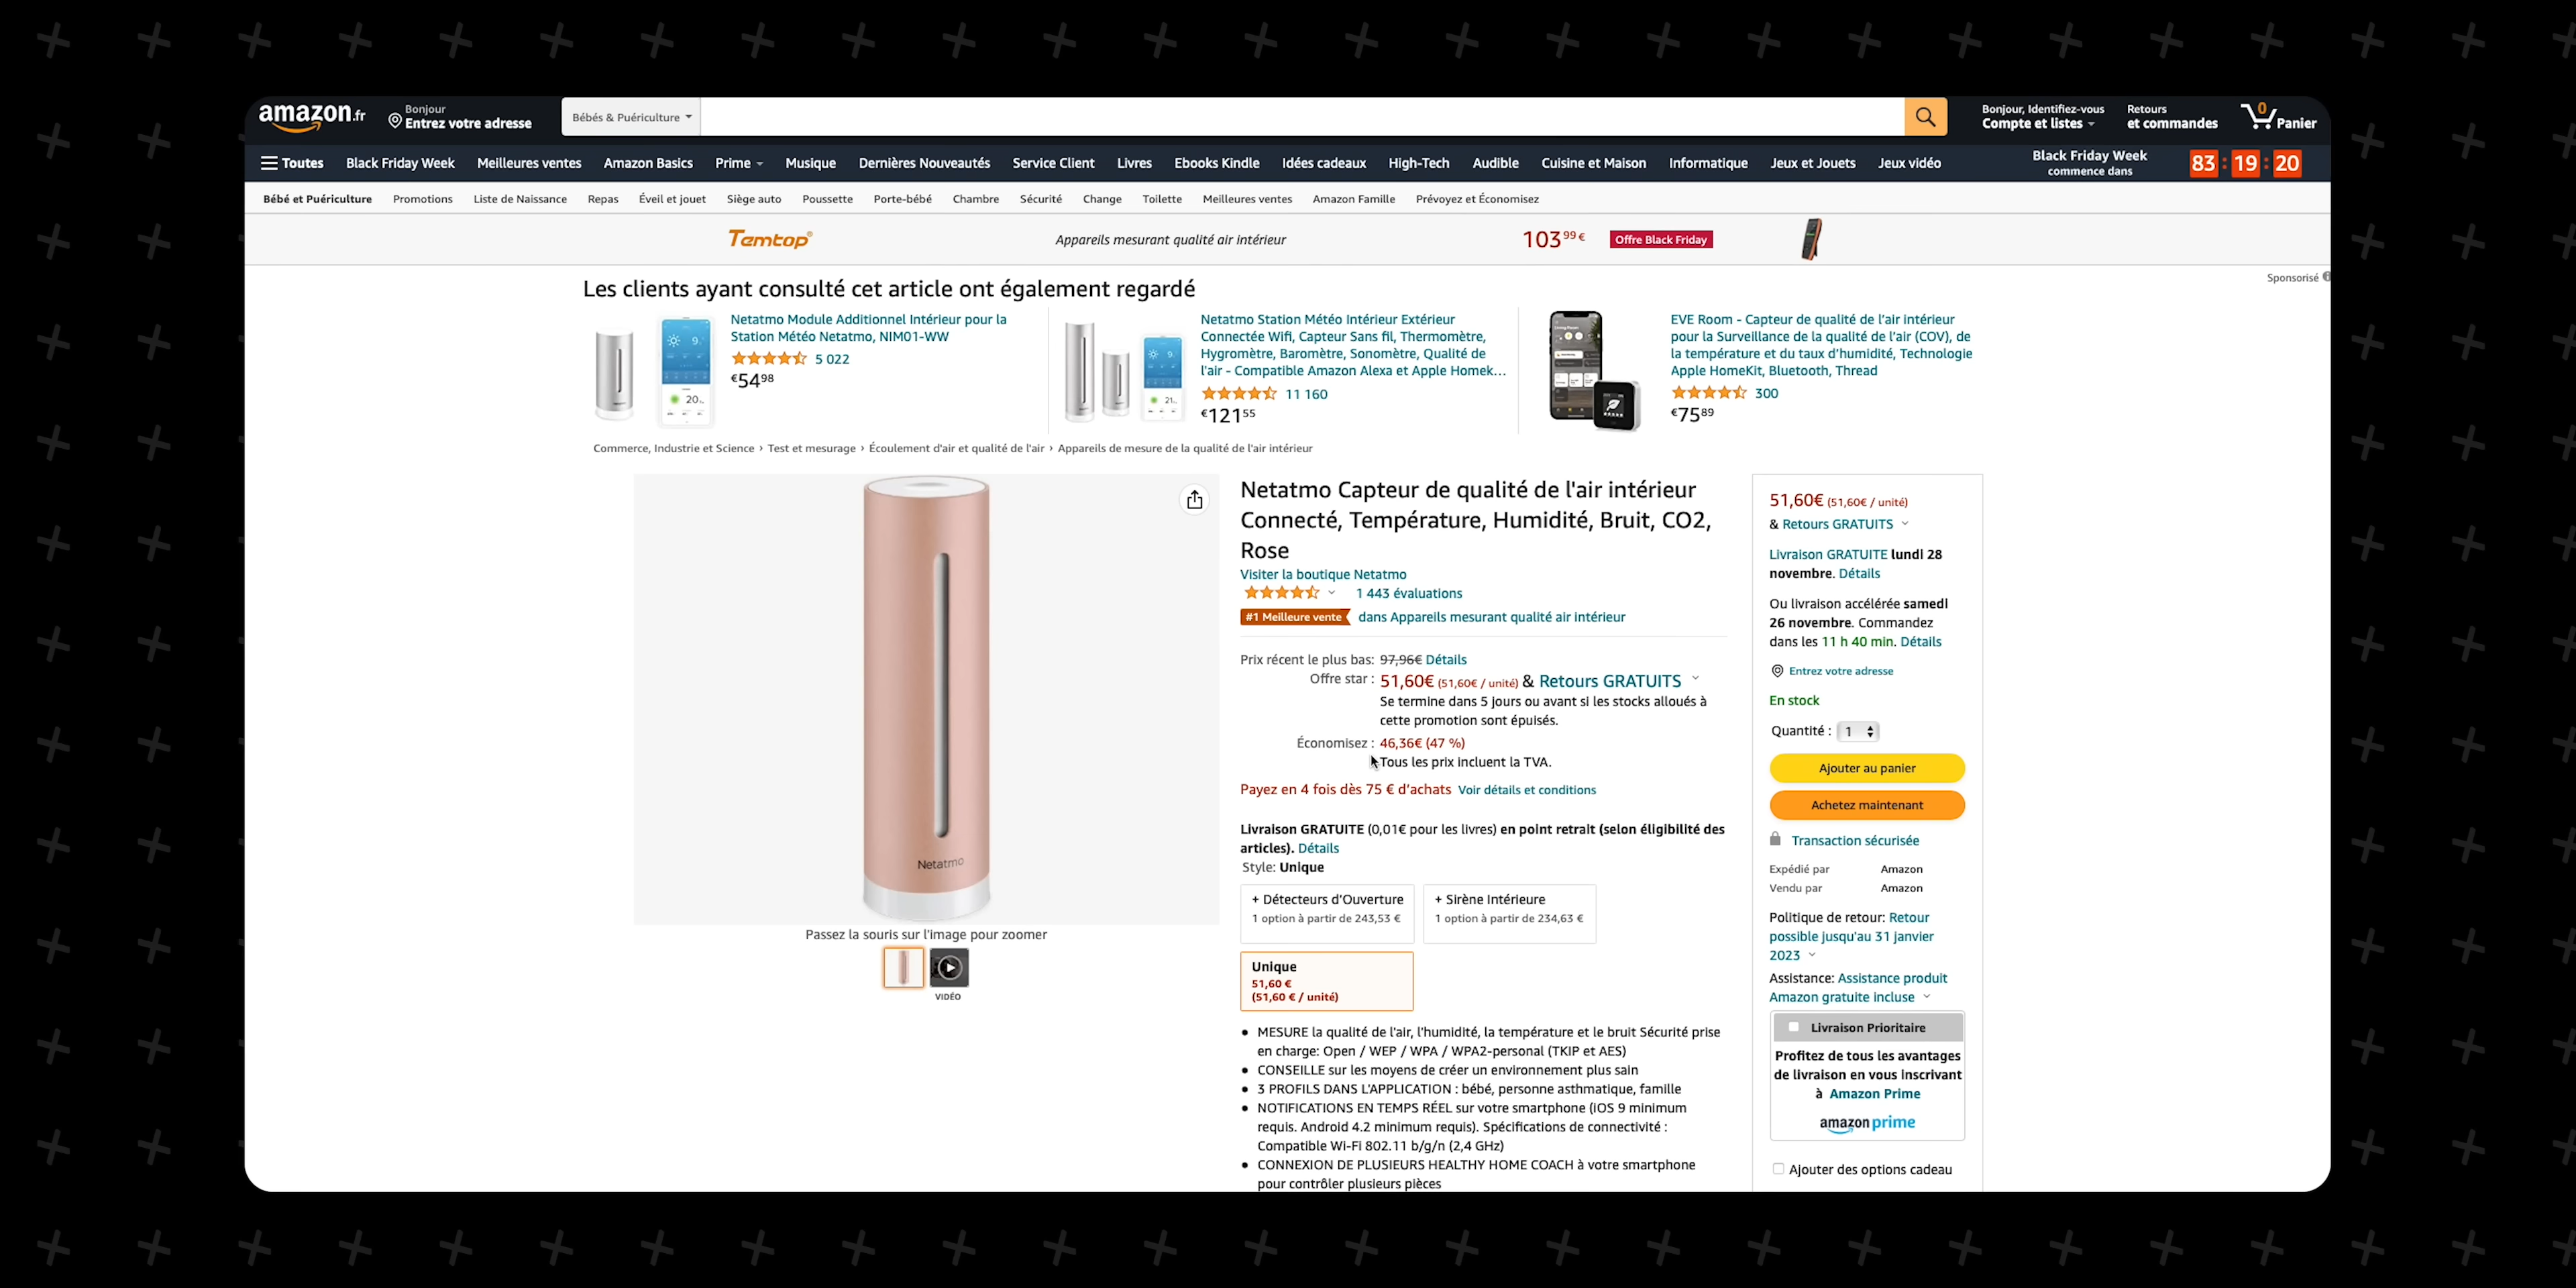 amazon.fr
Bonjour
Entrez votre adresse
Bébés & Puériculture
Bonjour, Identifiez-vous
Compte et listes
Retours
et commandes
0
Panier
Toutes Black Friday Week Meilleures ventes Amazon Basics Prime Musique Dernières Nouveautés Service Client Livres Ebooks Kindle Idées cadeaux High-Tech Audible Cuisine et Maison Informatique Jeux et Jouets Jeux vidéo
Black Friday Week
commence dans
83 : 19 : 20
Bébé et Puériculture Promotions Liste de Naissance Repas Éveil et jouet Siège auto Poussette Porte-bébé Chambre Sécurité Change Toilette Meilleures ventes Amazon Famille Prévoyez et Économisez
Temtop® Appareils mesurant qualité air intérieur 103 99 € Offre Black Friday
Sponsorisé
Les clients ayant consulté cet article ont également regardé
Netatmo Module Additionnel Intérieur pour la
Station Météo Netatmo, NIM01-WW
5 022
€54 98
Netatmo Station Météo Intérieur Extérieur
Connectée Wifi, Capteur Sans fil, Thermomètre,
Hygromètre, Baromètre, Sonomètre, Qualité de
l'air - Compatible Amazon Alexa et Apple Homek...
11 160
€121 55
EVE Room - Capteur de qualité de l'air intérieur
pour la Surveillance de la qualité de l'air (COV), de
la température et du taux d'humidité, Technologie
Apple HomeKit, Bluetooth, Thread
300
€75 89
Commerce, Industrie et Science › Test et mesurage › Écoulement d'air et qualité de l'air › Appareils de mesure de la qualité de l'air intérieur
Netatmo
Passez la souris sur l'image pour zoomer
VIDÉO
Netatmo Capteur de qualité de l'air intérieur
Connecté, Température, Humidité, Bruit, CO2,
Rose
Visiter la boutique Netatmo
1 443 évaluations
#1 Meilleure vente dans Appareils mesurant qualité air intérieur
Prix récent le plus bas: 97,96€ Détails
Offre star : 51,60€ (51,60€ / unité) & Retours GRATUITS
Se termine dans 5 jours ou avant si les stocks alloués à
cette promotion sont épuisés.
Économisez : 46,36€ (47 %)
Tous les prix incluent la TVA.
Payez en 4 fois dès 75 € d'achats Voir détails et conditions
Livraison GRATUITE (0,01€ pour les livres) en point retrait (selon éligibilité des
articles). Détails
Style: Unique
+ Détecteurs d'Ouverture
1 option à partir de 243,53 €
+ Sirène Intérieure
1 option à partir de 234,63 €
Unique
51,60 €
(51,60 € / unité)
• MESURE la qualité de l'air, l'humidité, la température et le bruit Sécurité prise
en charge: Open / WEP / WPA / WPA2-personal (TKIP et AES)
• CONSEILLE sur les moyens de créer un environnement plus sain
• 3 PROFILS DANS L'APPLICATION : bébé, personne asthmatique, famille
• NOTIFICATIONS EN TEMPS RÉEL sur votre smartphone (iOS 9 minimum
requis. Android 4.2 minimum requis). Spécifications de connectivité :
Compatible Wi-Fi 802.11 b/g/n (2,4 GHz)
• CONNEXION DE PLUSIEURS HEALTHY HOME COACH à votre smartphone
pour contrôler plusieurs pièces
51,60€ (51,60€ / unité)
& Retours GRATUITS
Livraison GRATUITE lundi 28
novembre. Détails
Ou livraison accélérée samedi
26 novembre. Commandez
dans les 11 h 40 min. Détails
Entrez votre adresse
En stock
Quantité : 1
Ajouter au panier
Achetez maintenant
Transaction sécurisée
Expédié par Amazon
Vendu par Amazon
Politique de retour: Retour
possible jusqu'au 31 janvier
2023
Assistance: Assistance produit
Amazon gratuite incluse
Livraison Prioritaire
Profitez de tous les avantages
de livraison en vous inscrivant
à Amazon Prime
amazon prime
Ajouter des options cadeau